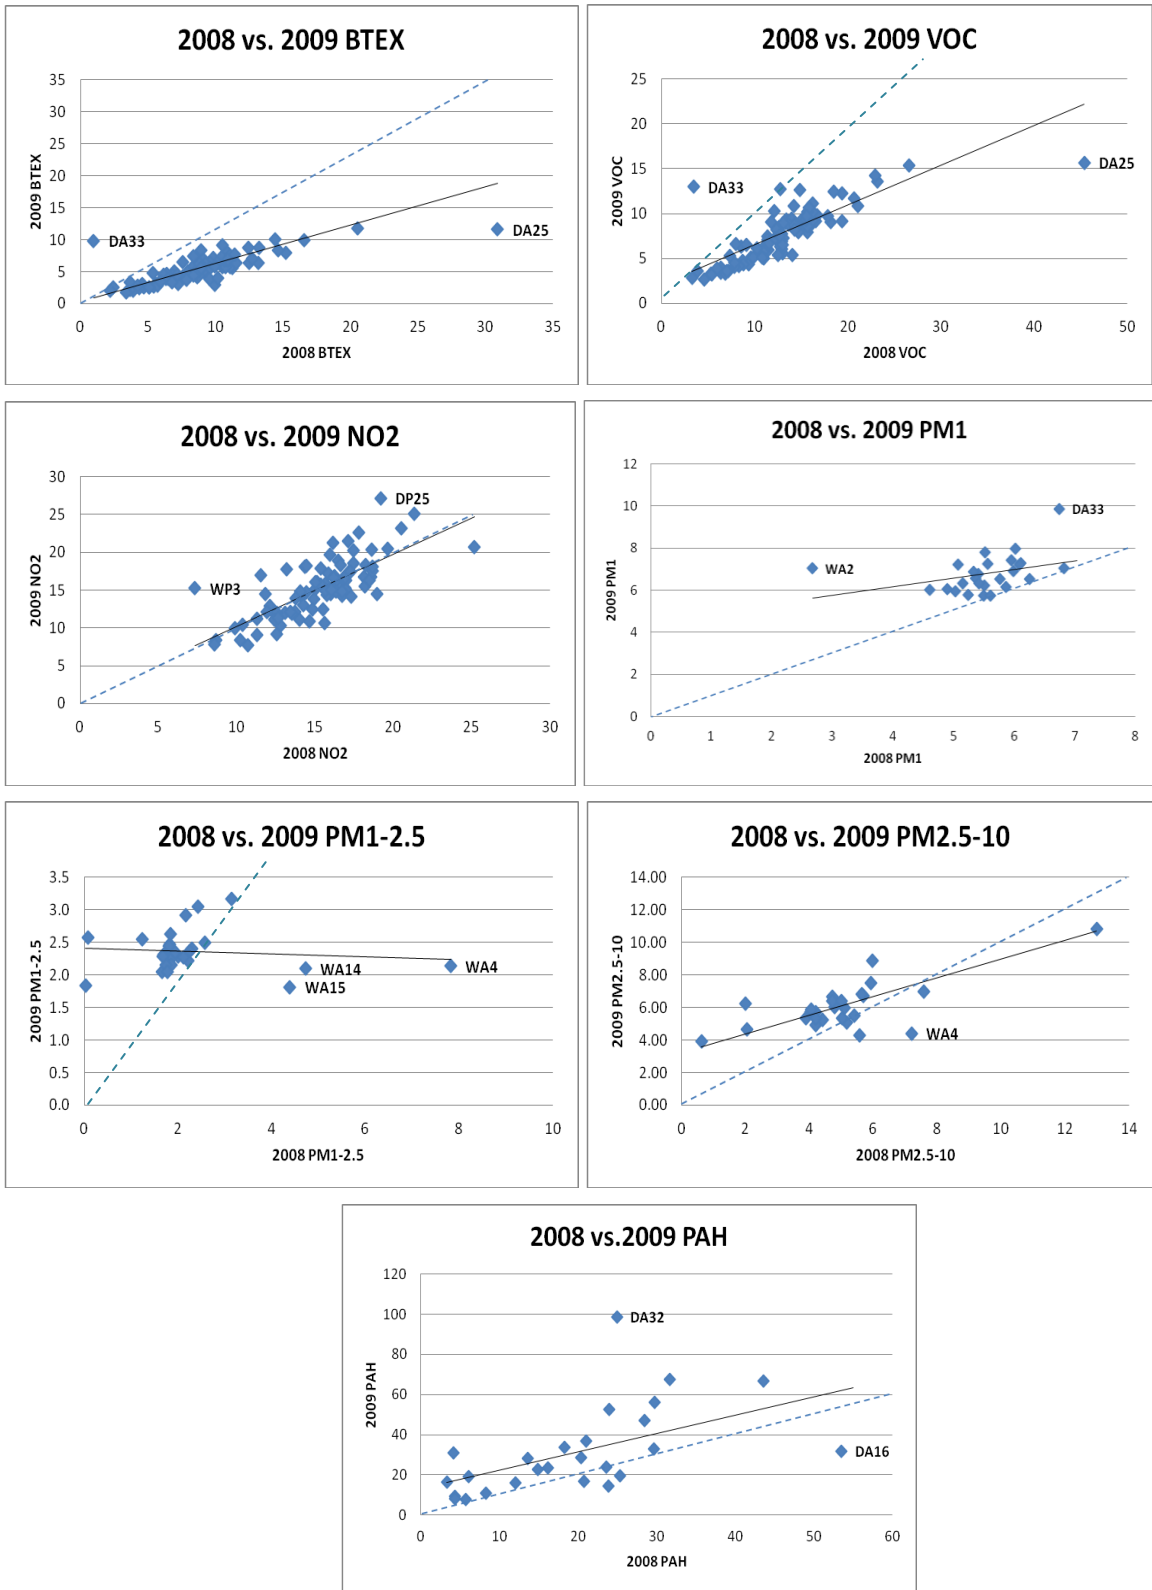 2008 vs. 2009 BTEX
35
30
25
20
15
10
5
0
2009 BTEX
DA33
DA25
0 5 10 15 20 25 30 35
2008 BTEX
2008 vs. 2009 VOC
25
20
15
10
5
0
2009 VOC
DA33
DA25
0 10 20 30 40 50
2008 VOC
2008 vs. 2009 NO2
30
25
20
15
10
5
0
2009 NO2
DP25
WP3
0 5 10 15 20 25 30
2008 NO2
2008 vs. 2009 PM1
12
10
8
6
4
2
0
2009 PM1
DA33
WA2
0 1 2 3 4 5 6 7 8
2008 PM1
2008 vs. 2009 PM1-2.5
3.5
3.0
2.5
2.0
1.5
1.0
0.5
0.0
2009 PM1-2.5
WA14
WA4
WA15
0 2 4 6 8 10
2008 PM1-2.5
2008 vs. 2009 PM2.5-10
14.00
12.00
10.00
8.00
6.00
4.00
2.00
0.00
2009 PM2.5-10
WA4
0 2 4 6 8 10 12 14
2008 PM2.5-10
2008 vs.2009 PAH
120
100
80
60
40
20
0
2009 PAH
DA32
DA16
0 10 20 30 40 50 60
2008 PAH